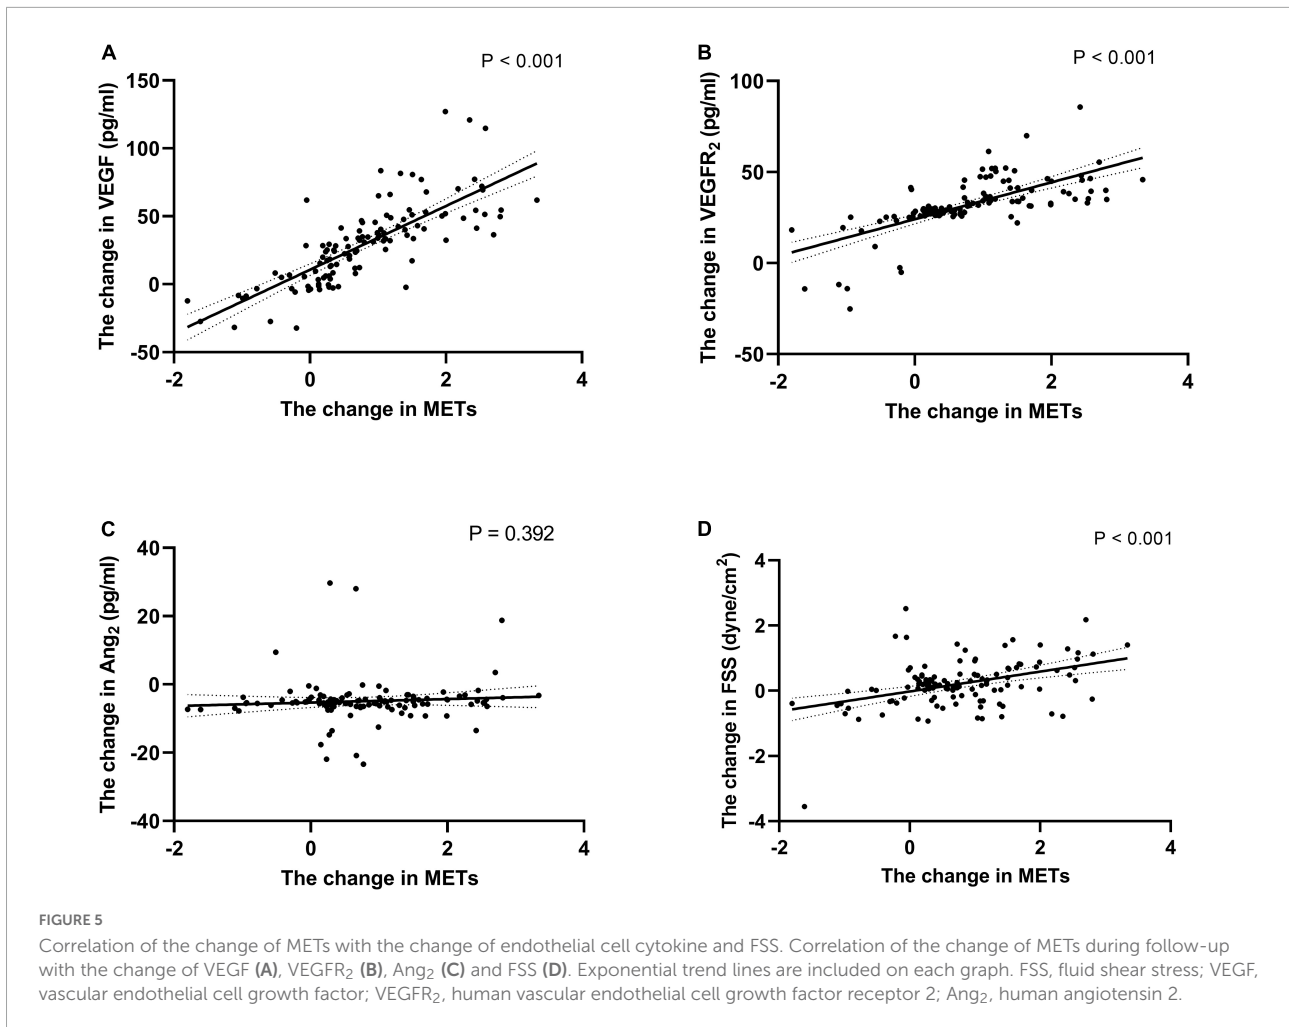 A
P < 0.001
The change in VEGF (pg/ml)
150
100
50
0
-50
-2
0
2
4
The change in METs
B
P < 0.001
The change in VEGFR₂ (pg/ml)
100
50
0
-50
-2
0
2
4
The change in METs
C
P = 0.392
The change in Ang₂ (pg/ml)
40
20
0
-20
-40
-2
0
2
4
The change in METs
D
P < 0.001
The change in FSS (dyne/cm²)
4
2
0
-2
-4
-2
0
2
4
The change in METs
FIGURE 5
Correlation of the change of METs with the change of endothelial cell cytokine and FSS. Correlation of the change of METs during follow-up
with the change of VEGF (A), VEGFR₂ (B), Ang₂ (C) and FSS (D). Exponential trend lines are included on each graph. FSS, fluid shear stress; VEGF,
vascular endothelial cell growth factor; VEGFR₂, human vascular endothelial cell growth factor receptor 2; Ang₂, human angiotensin 2.